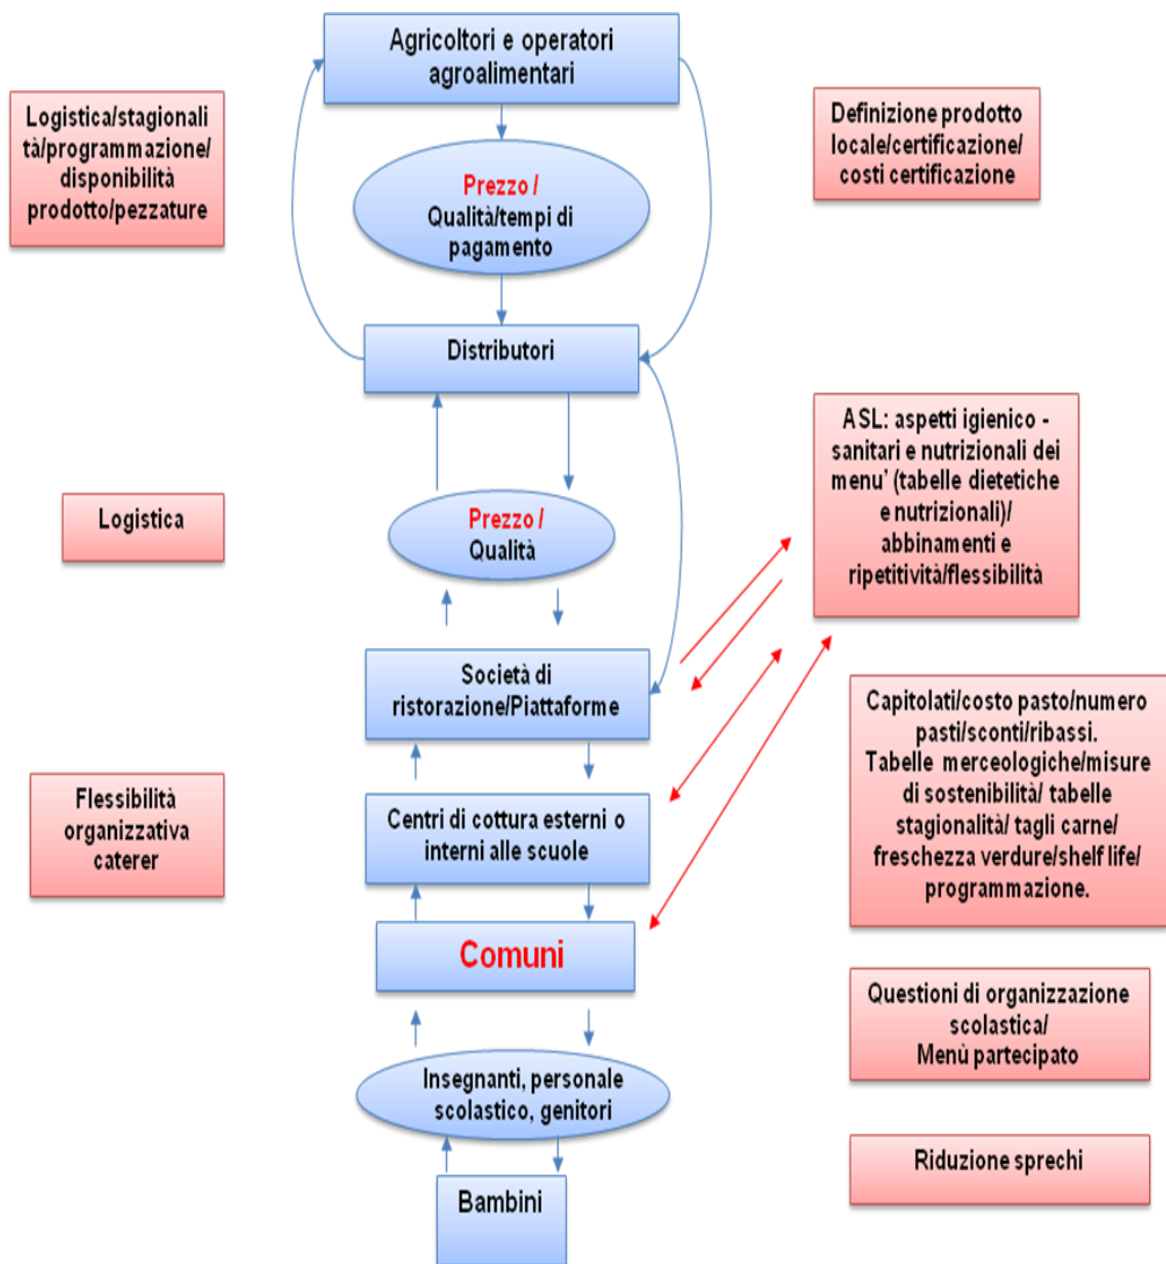 Agricoltori e operatori
agroalimentari
Logistica/stagionali
tà/programmazione/
disponibilità
prodotto/pezzature
Definizione prodotto
locale/certificazione/
costi certificazione
Prezzo /
Qualità/tempi di
pagamento
Distributori
ASL: aspetti igienico -
sanitari e nutrizionali dei
menu’ (tabelle dietetiche
e nutrizionali)/
abbinamenti e
ripetitività/flessibilità
Logistica
Prezzo /
Qualità
Società di
ristorazione/Piattaforme
Capitolati/costo pasto/numero
pasti/sconti/ribassi.
Tabelle merceologiche/misure
di sostenibilità/ tabelle
stagionalità/ tagli carne/
freschezza verdure/shelf life/
programmazione.
Flessibilità
organizzativa
caterer
Centri di cottura esterni o
interni alle scuole
Comuni
Questioni di organizzazione
scolastica/
Menù partecipato
Insegnanti, personale
scolastico, genitori
Riduzione sprechi
Bambini